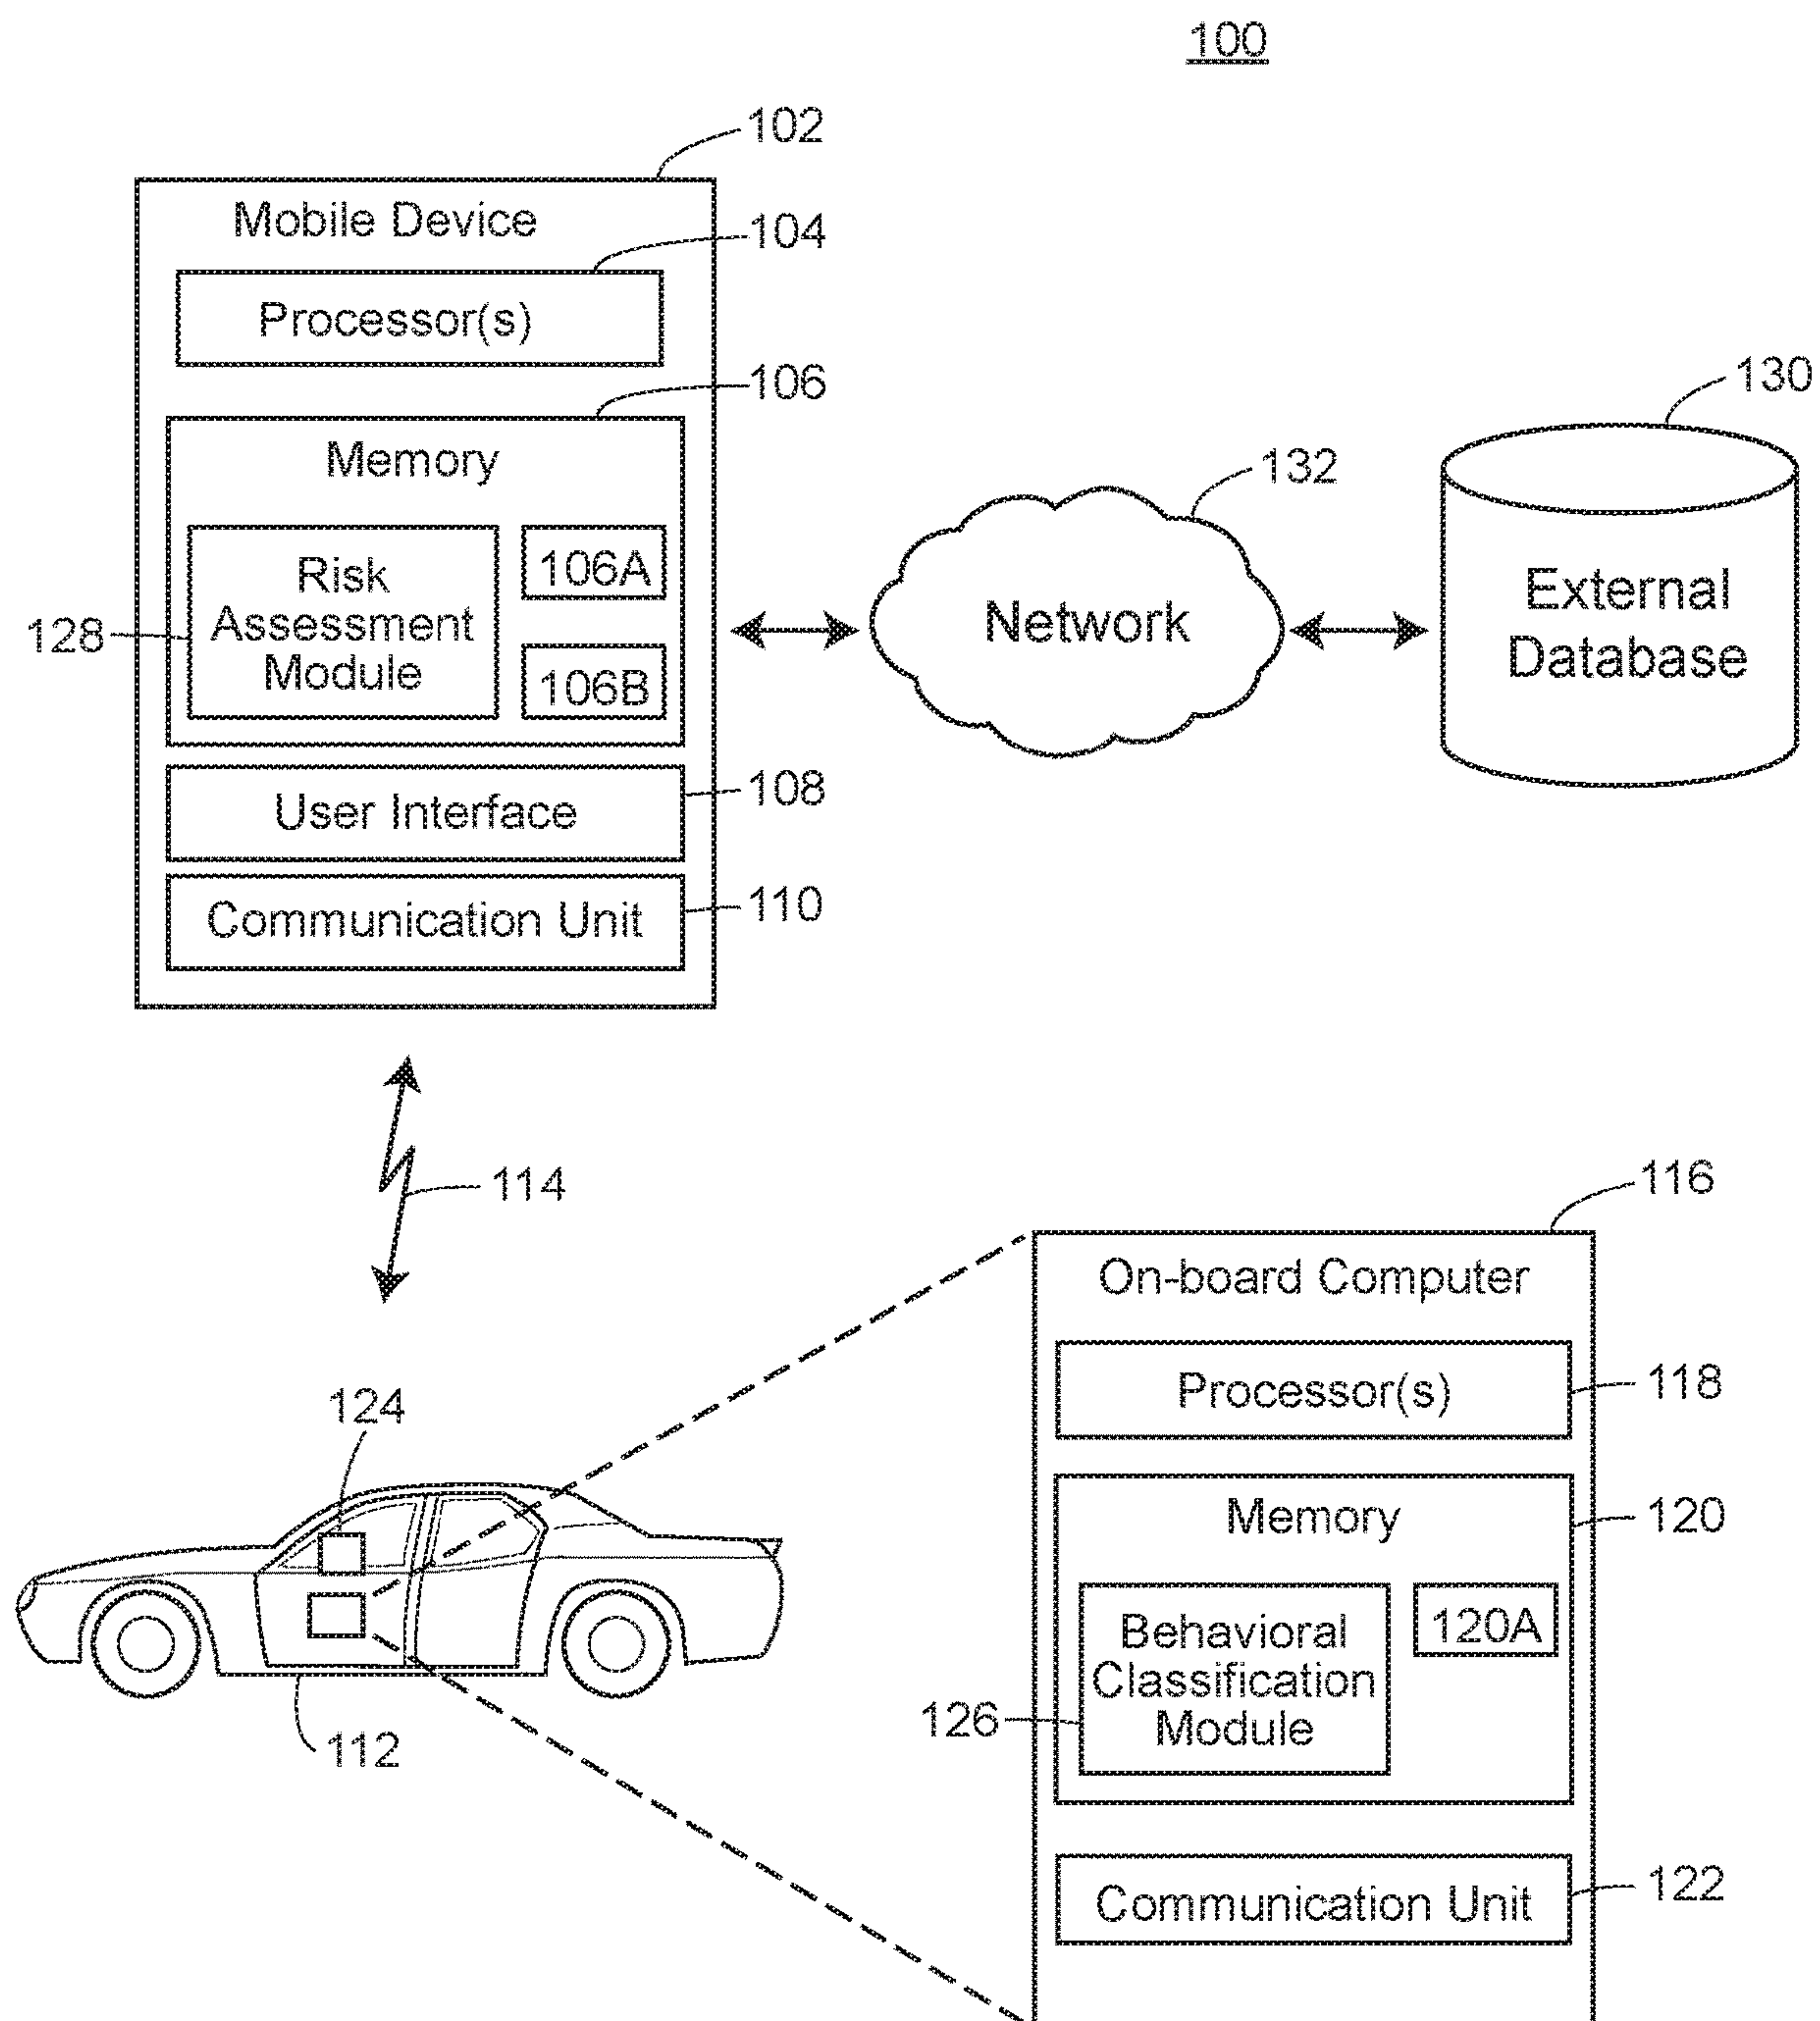 100
102
Mobile Device
104
Processor(s)
106
Memory
Risk
Assessment
Module
106A
106B
128
User Interface
108
Communication Unit
110
132
Network
130
External
Database
114
116
On-board Computer
Processor(s)
118
Memory
120
Behavioral
Classification
Module
120A
126
Communication Unit
122
124
112